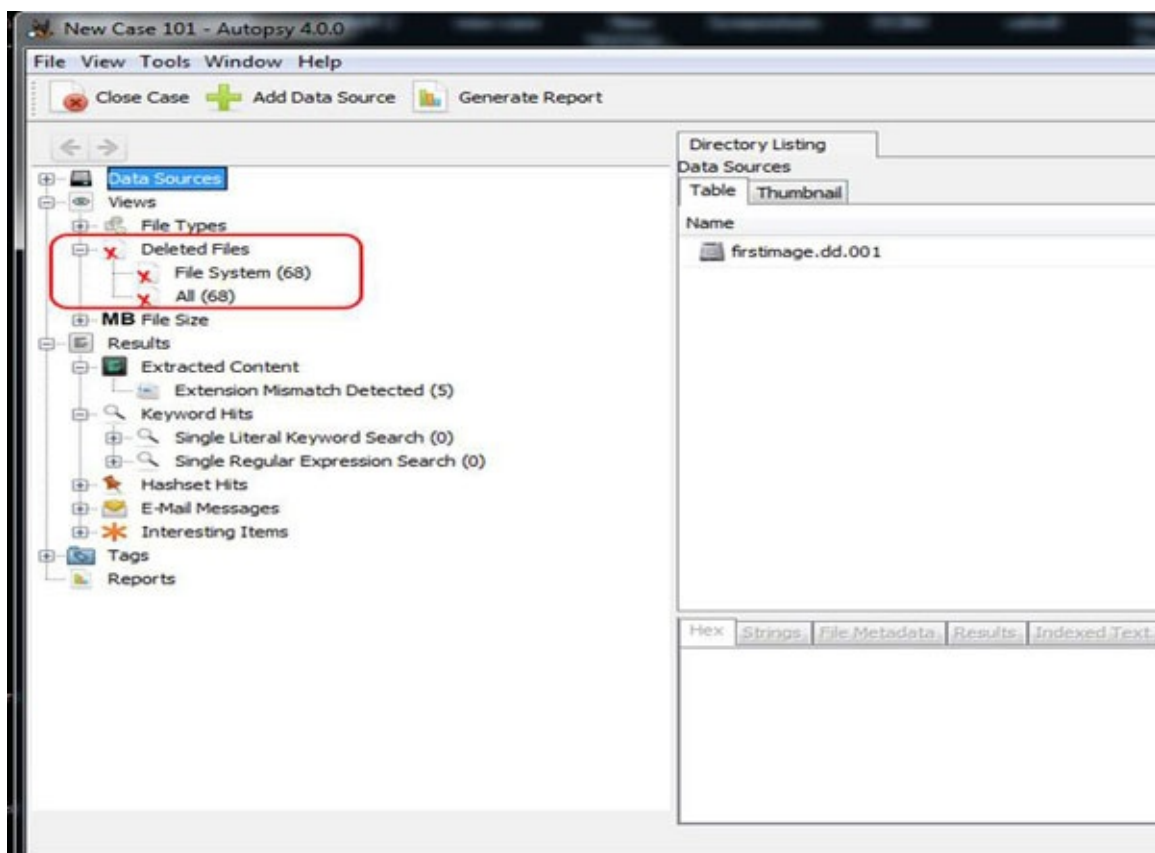 New Case 101 - Autopsy 4.0.0
File View Tools Window Help
Close Case Add Data Source Generate Report
Data Sources
Views
File Types
Deleted Files
File System (68)
All (68)
MB File Size
Results
Extracted Content
Extension Mismatch Detected (5)
Keyword Hits
Single Literal Keyword Search (0)
Single Regular Expression Search (0)
Hashset Hits
E-Mail Messages
Interesting Items
Tags
Reports
Directory Listing
Data Sources
Table Thumbnail
Name
firstimage.dd.001
Hex Strings File Metadata Results Indexed Text